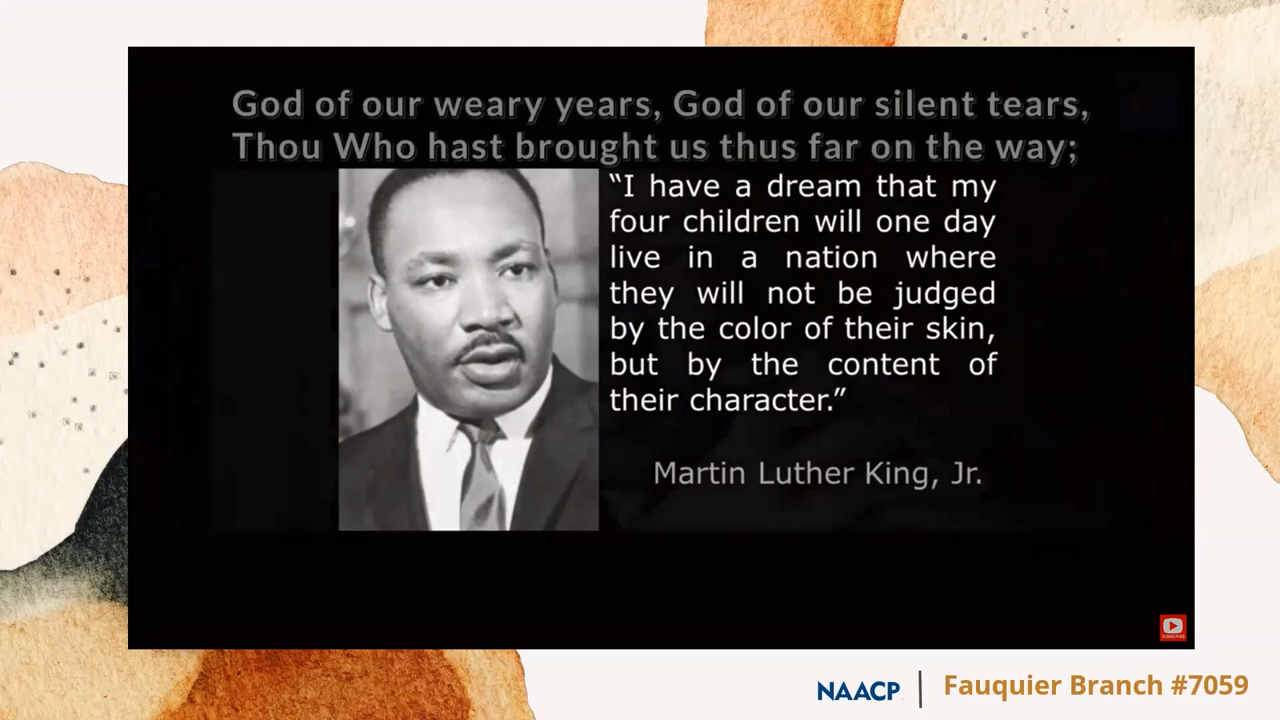 God of our weary years, God of our silent tears,
Thou Who hast brought us thus far on the way;
“I have a dream that my
four children will one day
live in a nation where
they will not be judged
by the color of their skin,
but by the content of
their character.”
Martin Luther King, Jr.
SUBSCRIBE
NAACP
Fauquier Branch #7059